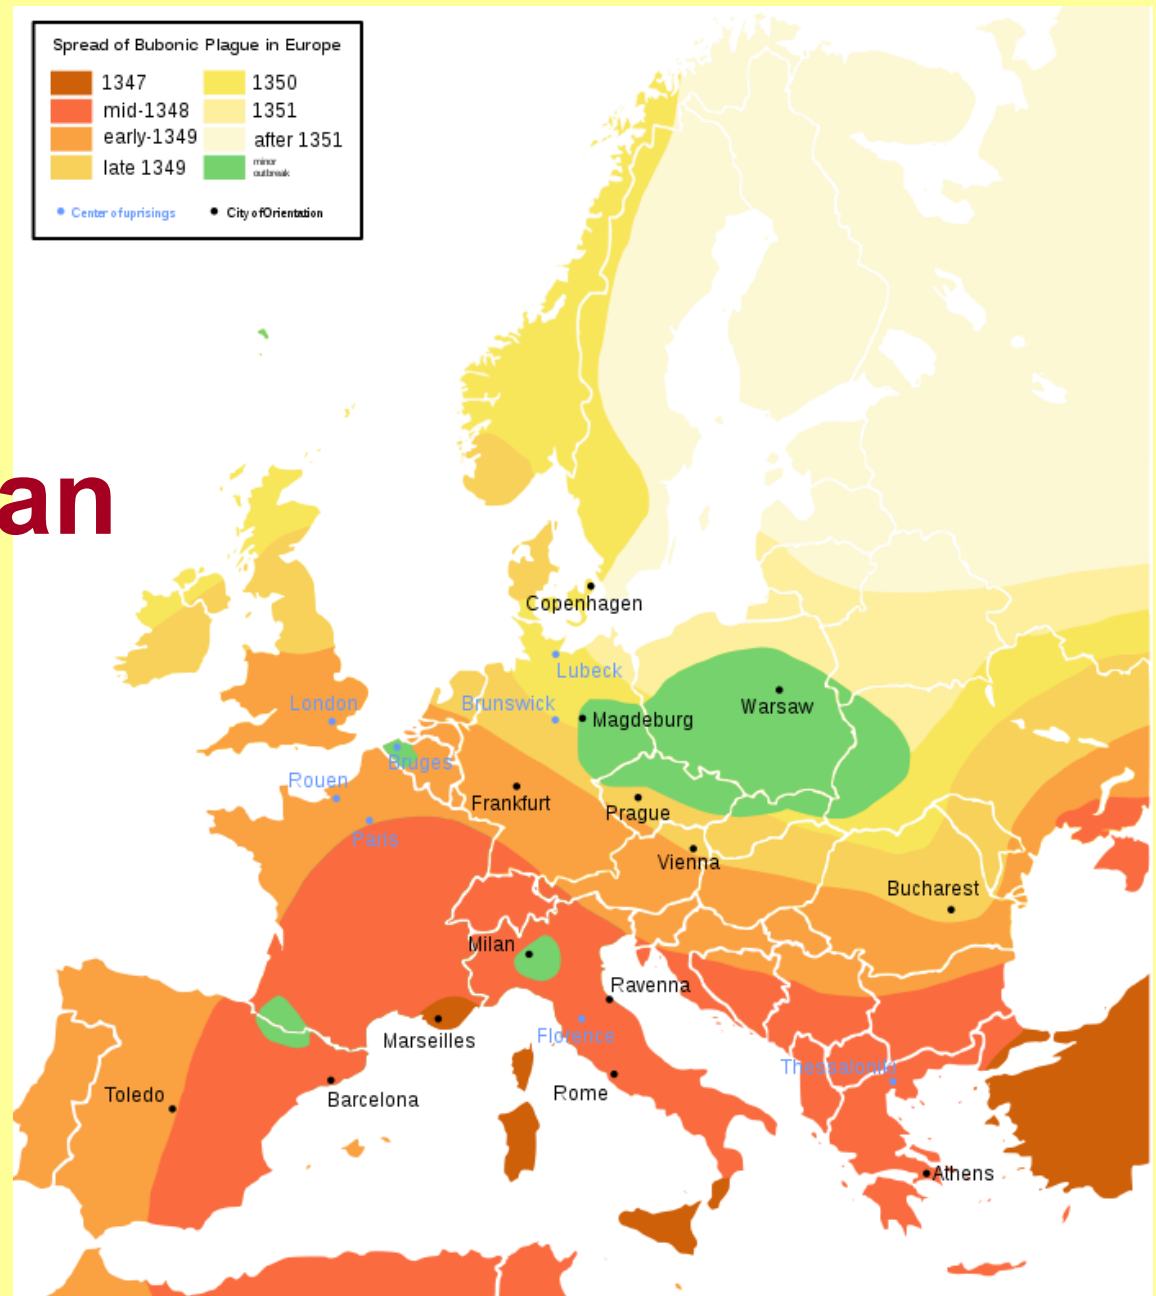 Spread of Bubonic Plague in Europe
1347
1350
mid-1348
1351
early-1349
after 1351
late 1349
minor
outbreak
Center of uprisings
City of Orientation
an
Copenhagen
Lubeck
London
Brunswick
Magdeburg
Warsaw
Bruges
Rouen
Frankfurt
Prague
Paris
Vienna
Bucharest
Milan
Ravenna
Marseilles
Florence
Thessaloniki
Toledo
Barcelona
Rome
Athens